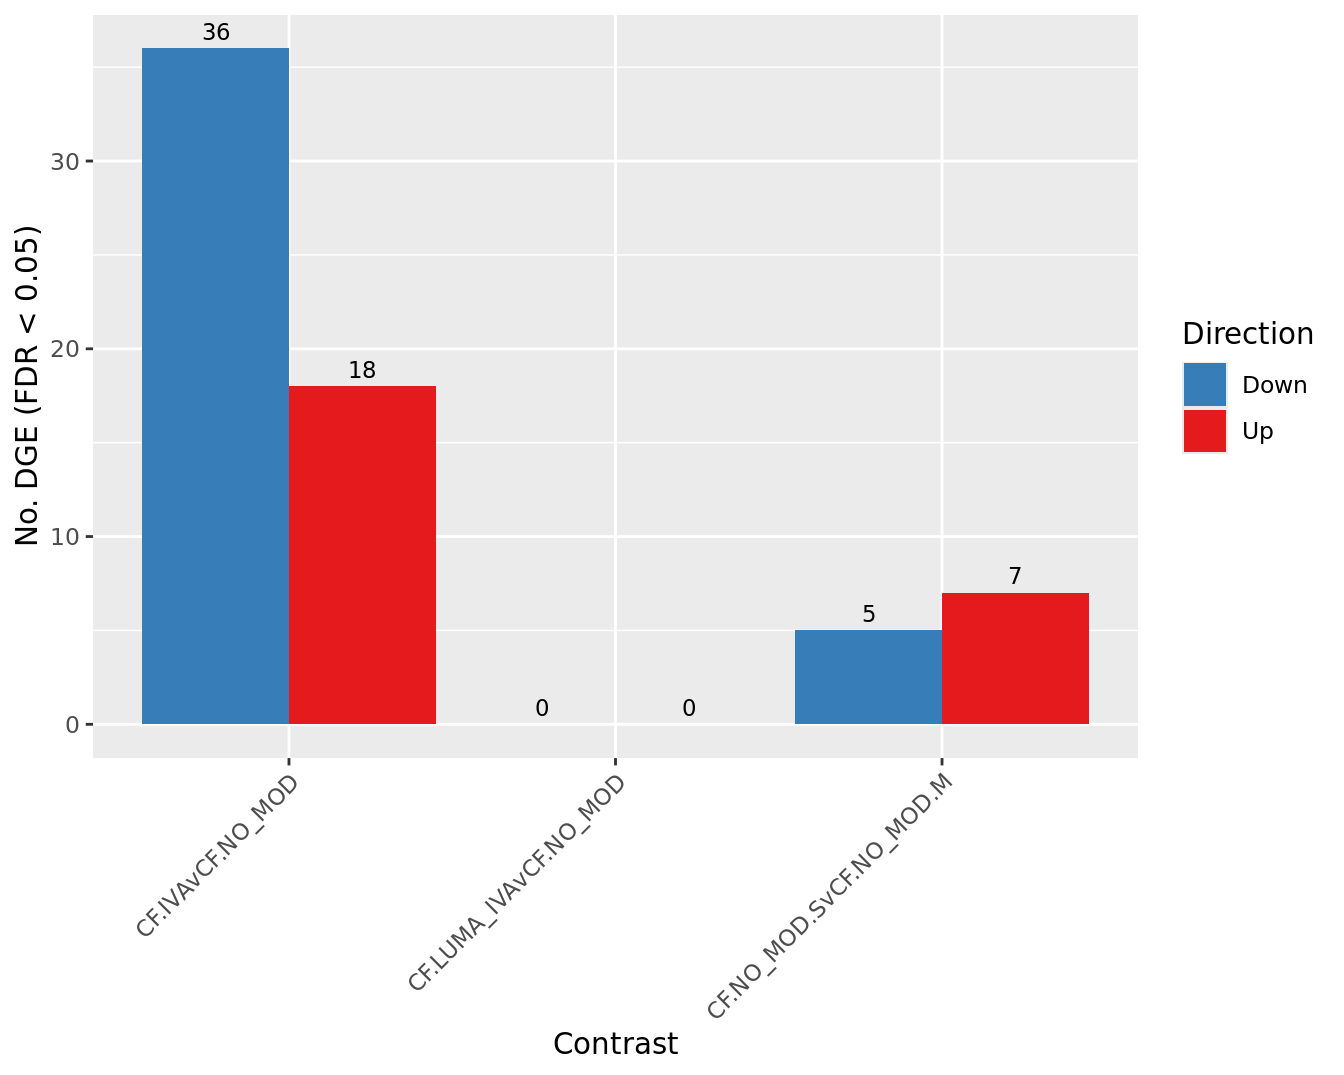 36
18
0
0
5
7
30
20
10
0
No. DGE (FDR < 0.05)
CF.IVAvCF.NO_MOD
CF.LUMA_IVAvCF.NO_MOD
CF.NO_MOD.SvCF.NO_MOD.M
Contrast
Direction
Down
Up